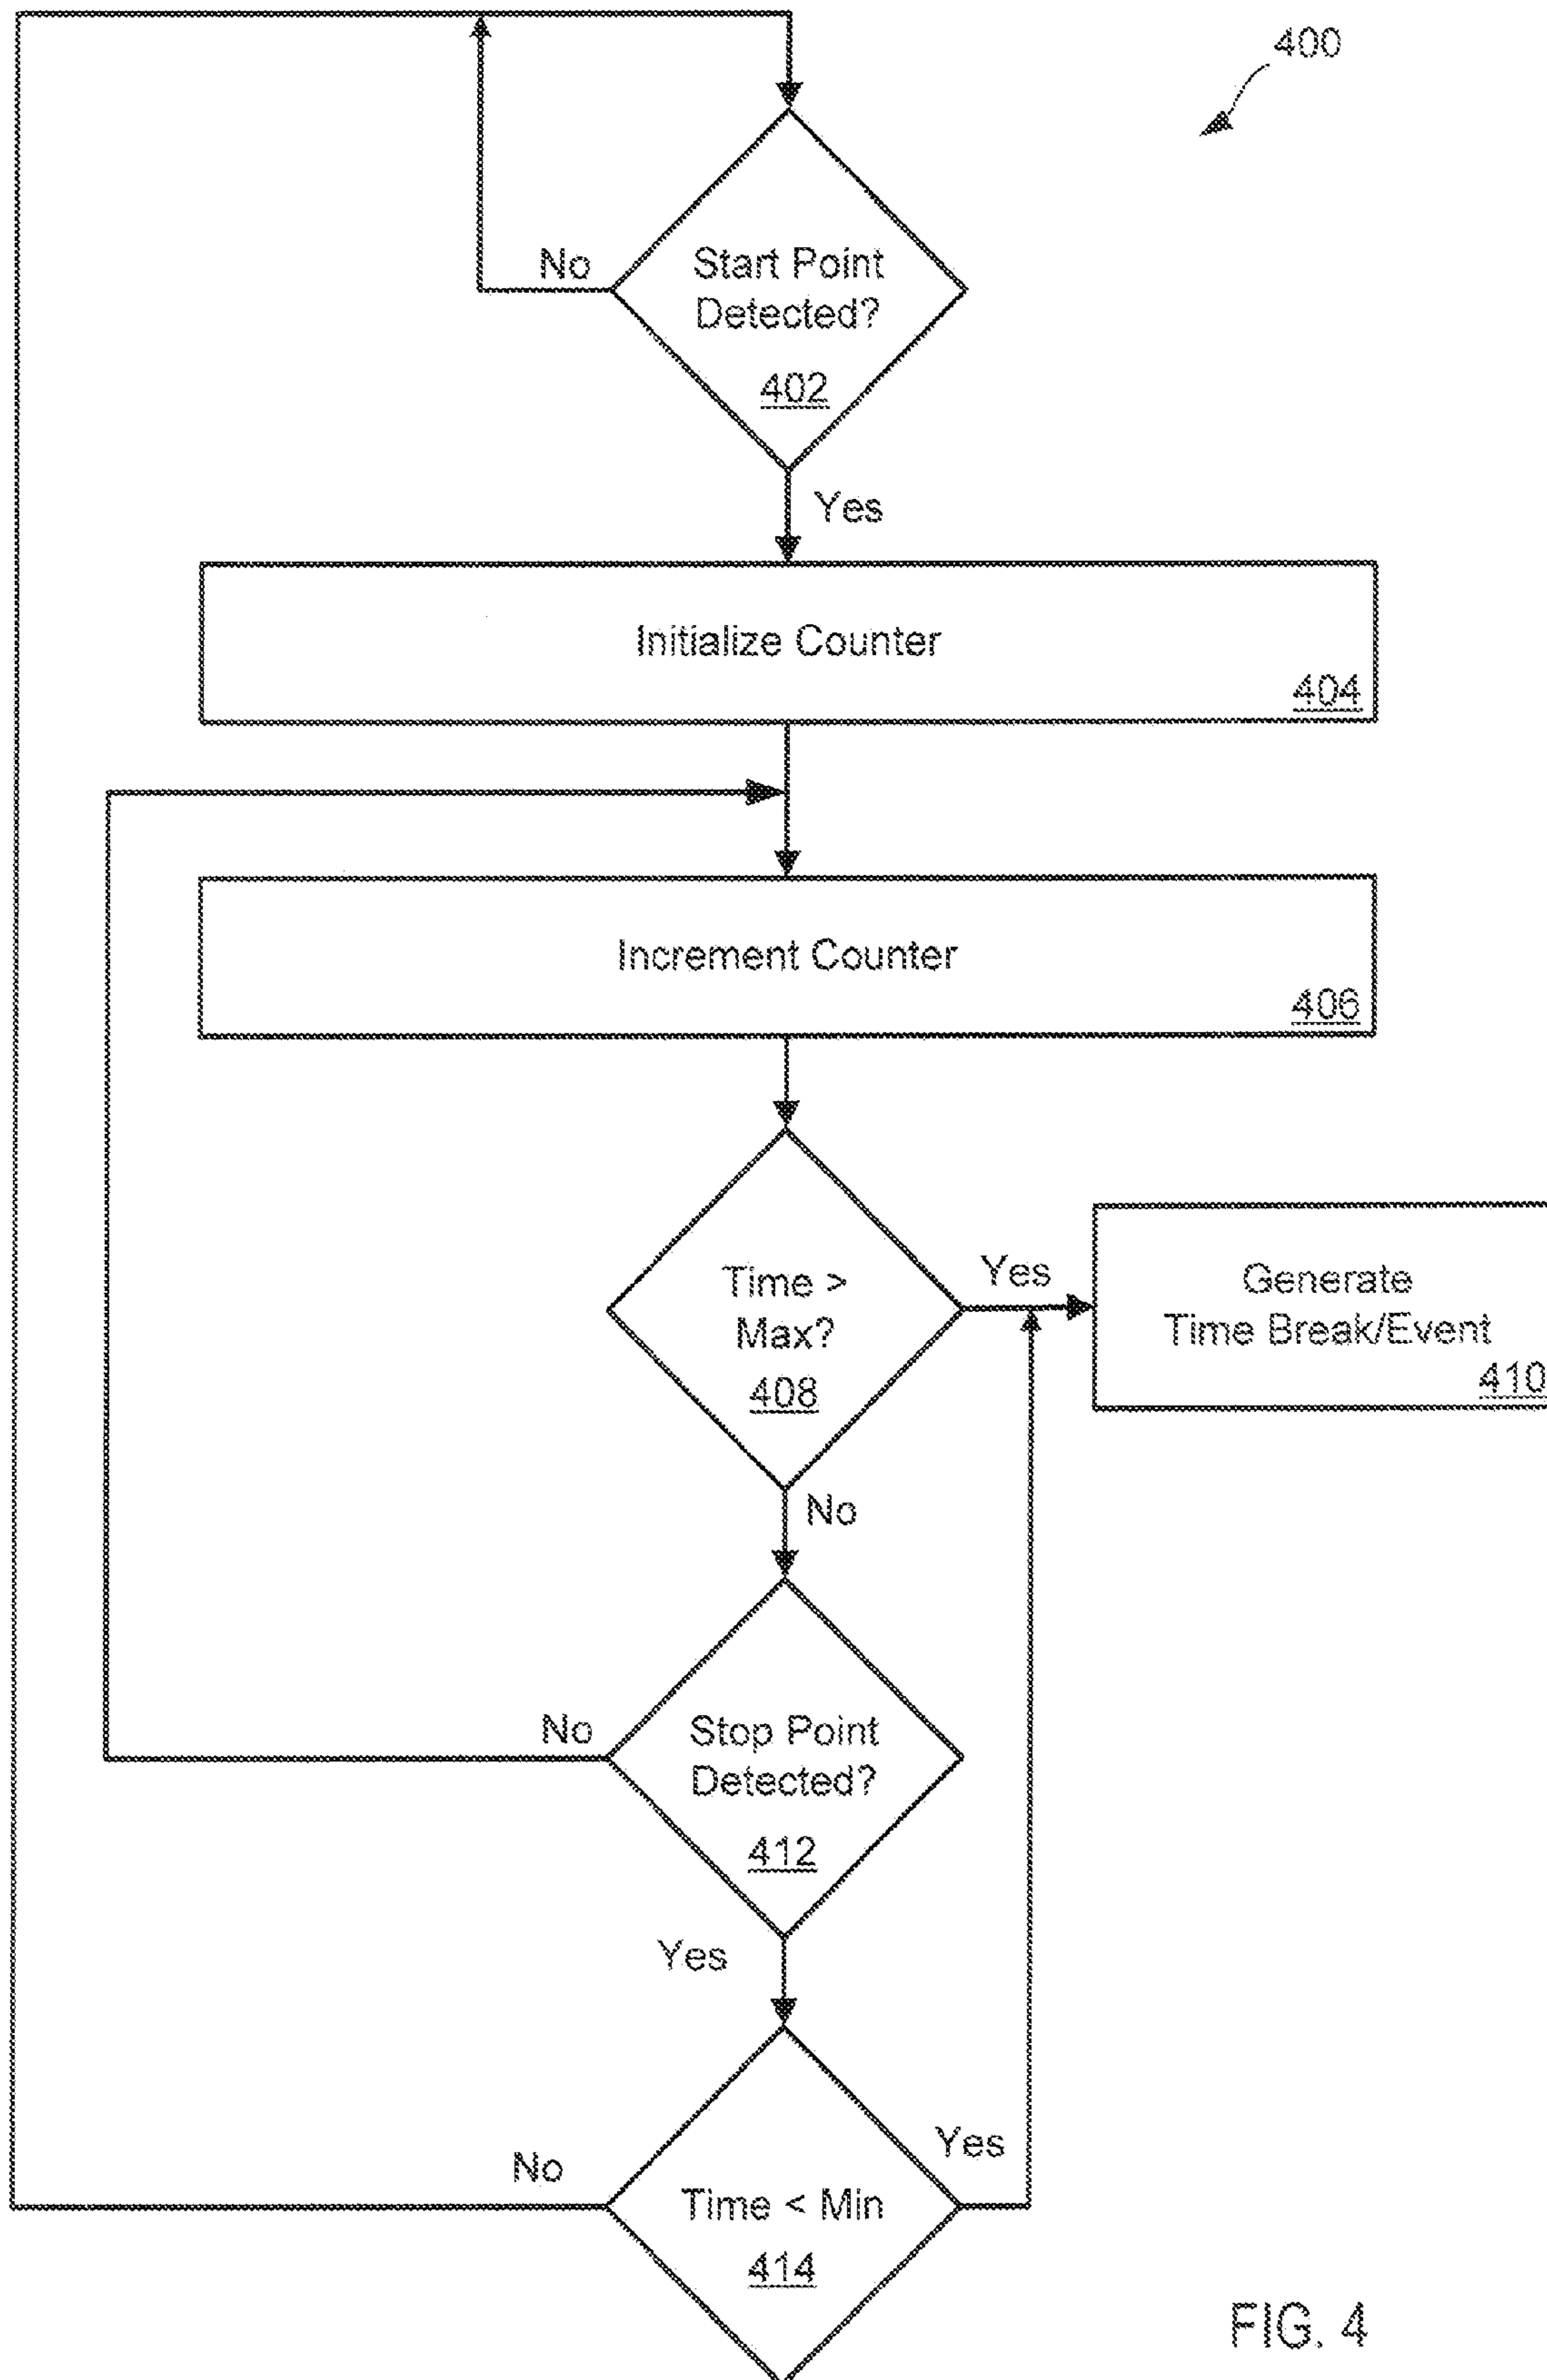 400
No
Start Point
Detected?
402
Yes
Initialize Counter
404
Increment Counter
406
Time >
Max?
408
Yes
Generate
Time Break/Event
410
No
No
Stop Point
Detected?
412
Yes
No
Time < Min
414
Yes
FIG. 4